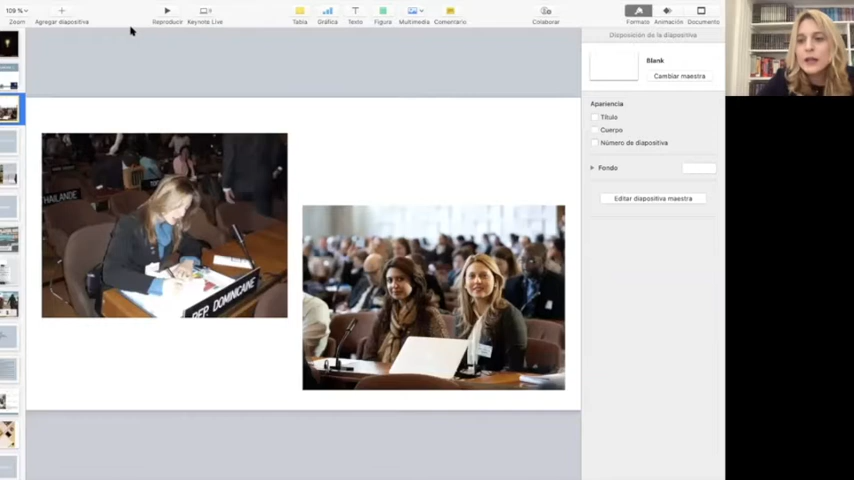 109 %
Zoom
Agregar diapositiva
Reproducir
Keynote Live
Tabla
Gráfica
Texto
Figura
Multimedia
Comentario
Colaborar
Formato
Animación
Documento
Disposición de la diapositiva
Blank
Cambiar maestra
Apariencia
Título
Cuerpo
Número de diapositiva
Fondo
Editar diapositiva maestra
THAILANDE
REP. DOMINICAINE